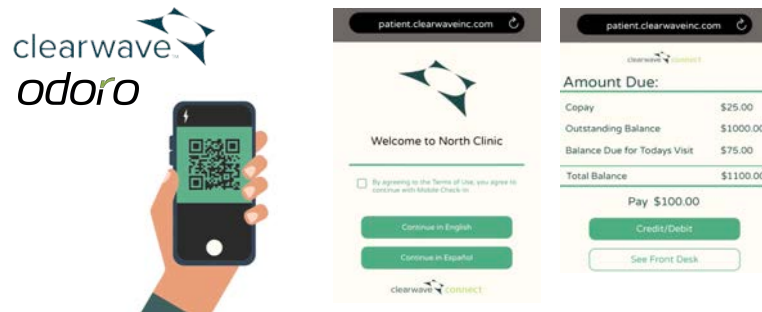 clearwave™
odoro
patient.clearwaveinc.com
Welcome to North Clinic
By agreeing to the Terms of Use, you agree to
continue with Mobile Check-In
Continue in English
Continue in Español
clearwave connect
patient.clearwaveinc.com
clearwave connect
Amount Due:
Copay $25.00
Outstanding Balance $1000.00
Balance Due for Todays Visit $75.00
Total Balance $1100.00
Pay $100.00
Credit/Debit
See Front Desk